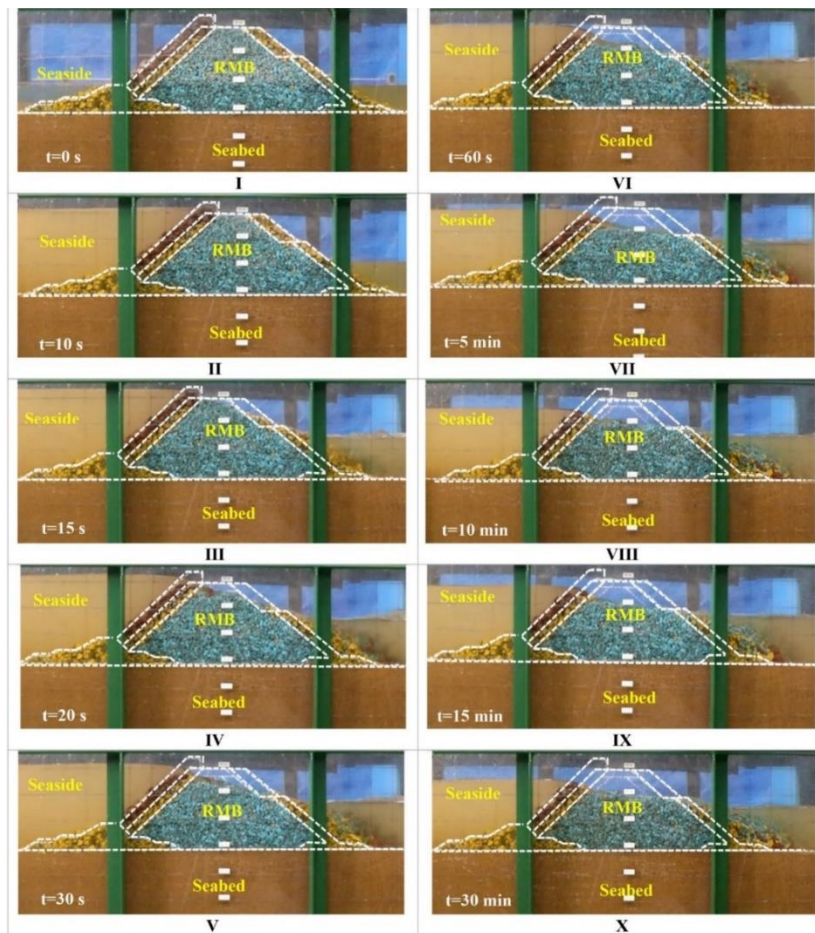 Seaside
RMB
Seabed
t=0 s
I
RMB
Seaside
Seabed
t=60 s
VI
Seaside
RMB
Seabed
t=10 s
II
Seaside
RMB
Seabed
t=5 min
VII
Seaside
RMB
Seabed
t=15 s
III
Seaside
RMB
Seabed
t=10 min
VIII
Seaside
RMB
Seabed
t=20 s
IV
Seaside
RMB
Seabed
t=15 min
IX
Seaside
RMB
Seabed
t=30 s
V
Seaside
RMB
Seabed
t=30 min
X